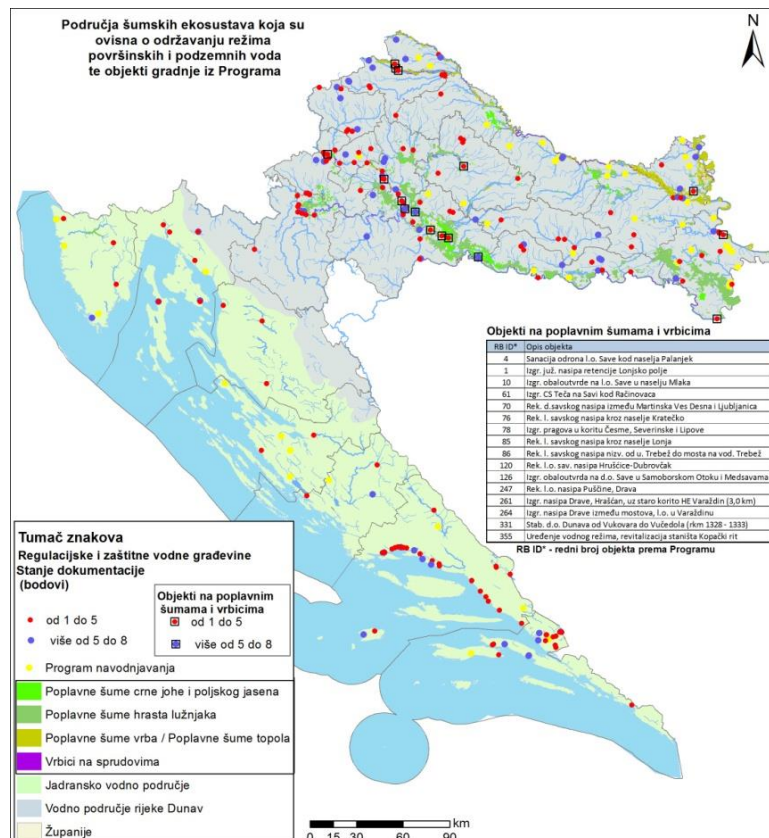 Područja šumskih ekosustava koja su
ovisna o održavanju režima
površinskih i podzemnih voda
te objekti gradnje iz Programa
N
Objekti na poplavnim šumama i vrbicima
RB ID* Opis objekta
4 Sanacija odrona l.o. Save kod naselja Palanjek
1 Izgr. juž. nasipa retencije Lonjsko polje
10 Izgr. obaloutvrde na l.o. Save u naselju Mlaka
61 Izgr. CS Teča na Savi kod Račinovaca
70 Rek. d.savskog nasipa između Martinska Ves Desna i Ljubljanica
76 Rek. l. savskog nasipa kroz naselje Kratečko
78 Izgr. pragova u koritu Česme, Severinske i Lipove
85 Rek. l. savskog nasipa kroz naselje Lonja
86 Rek. l. savskog nasipa nizv. od u. Trebež do mosta na vod. Trebež
120 Rek. l.o. sav. nasipa Hrušćice-Dubrovčak
126 Izgr. obaloutvrda na d.o. Save u Samoborskom Otoku i Medsavama
247 Rek. l.o. nasipa Puščine, Drava
261 Izgr. nasipa Drave, Hrašćan, uz staro korito HE Varaždin (3,0 km)
264 Izgr. nasipa Drave između mostova, l.o. u Varaždinu
331 Stab. d.o. Dunava od Vukovara do Vučedola (rkm 1328 - 1333)
355 Uređenje vodnog režima, revitalizacija staništa Kopački rit
RB ID* - redni broj objekta prema Programu
Tumač znakova
Regulacijske i zaštitne vodne građevine
Stanje dokumentacije
(bodovi)
od 1 do 5
više od 5 do 8
Objekti na poplavnim
šumama i vrbicima
od 1 do 5
više od 5 do 8
Program navodnjavanja
Poplavne šume crne johe i poljskog jasena
Poplavne šume hrasta lužnjaka
Poplavne šume vrba / Poplavne šume topola
Vrbici na sprudovima
Jadransko vodno područje
Vodno područje rijeke Dunav
Županije
km
0 15 30 60 90